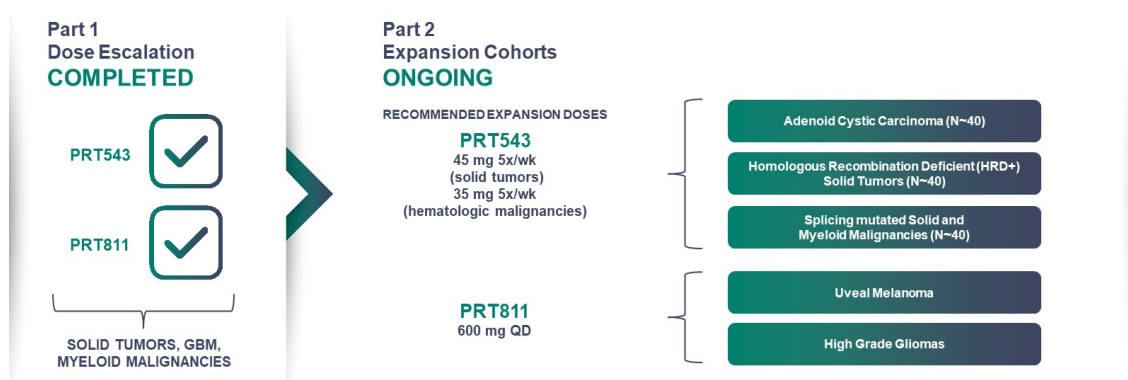 Part 1
Dose Escalation
COMPLETED
PRT543
PRT811
SOLID TUMORS, GBM,
MYELOID MALIGNANCIES
Part 2
Expansion Cohorts
ONGOING
RECOMMENDED EXPANSION DOSES
PRT543
45 mg 5x/wk
(solid tumors)
35 mg 5x/wk
(hematologic malignancies)
Adenoid Cystic Carcinoma (N~40)
Homologous Recombination Deficient (HRD+)
Solid Tumors (N~40)
Splicing mutated Solid and
Myeloid Malignancies (N~40)
PRT811
600 mg QD
Uveal Melanoma
High Grade Gliomas